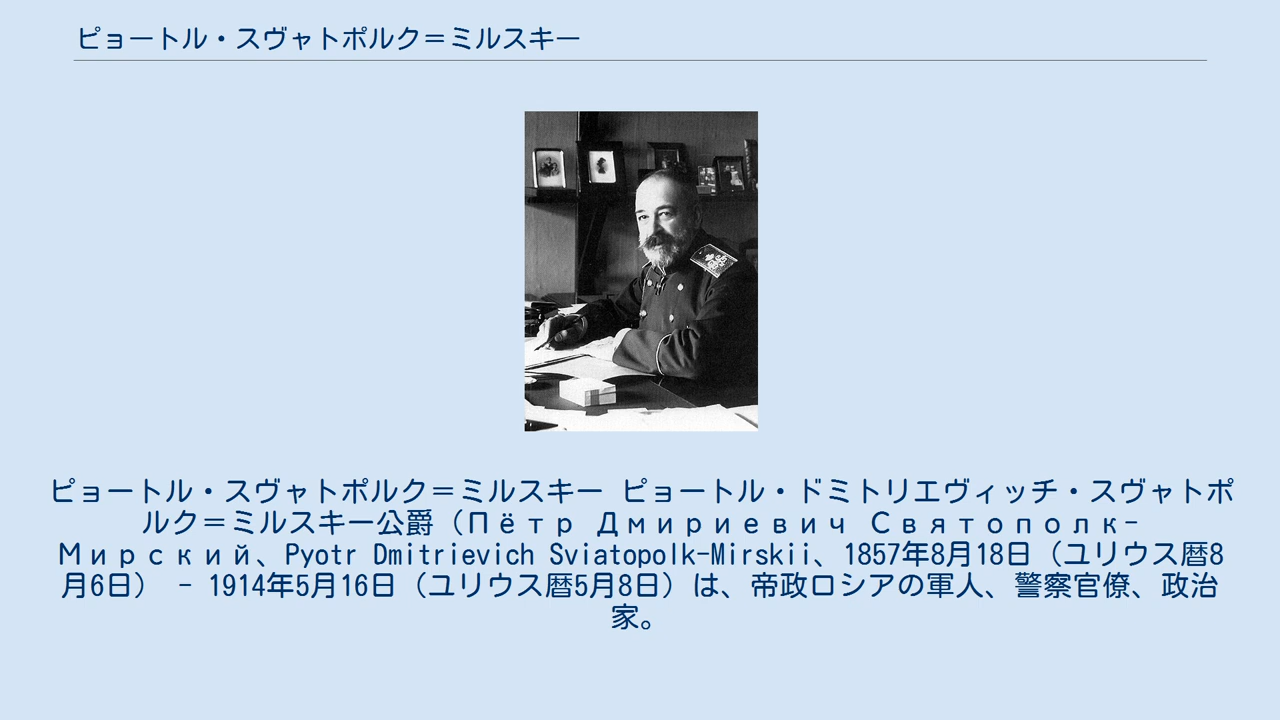 ピョートル・スヴャトポルク＝ミルスキー
ピョートル・スヴャトポルク＝ミルスキー ピョートル・ドミトリエヴィッチ・スヴャトポ
ルク＝ミルスキー公爵（Пётр Дмириевич Святополк-
Мирский、Pyotr Dmitrievich Sviatopolk-Mirskii、1857年8月18日（ユリウス暦8
月6日） - 1914年5月16日（ユリウス暦5月8日）は、帝政ロシアの軍人、警察官僚、政治
家。